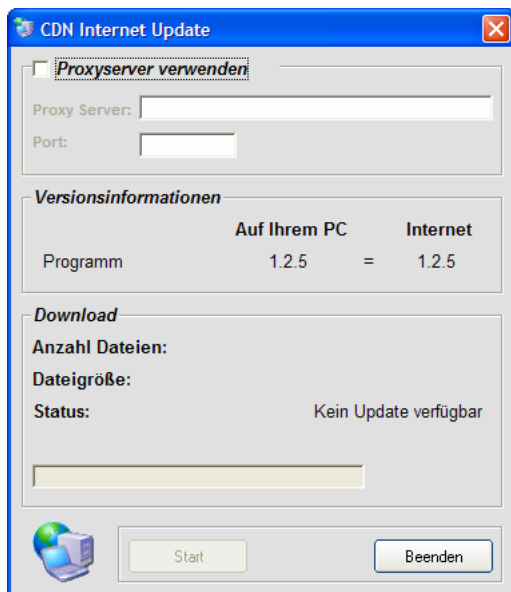 CDN Internet Update
Proxyserver verwenden
Proxy Server:
Port:
Versionsinformationen
Auf Ihrem PC Internet
Programm 1.2.5 = 1.2.5
Download
Anzahl Dateien:
Dateigröße:
Status: Kein Update verfügbar
Start Beenden